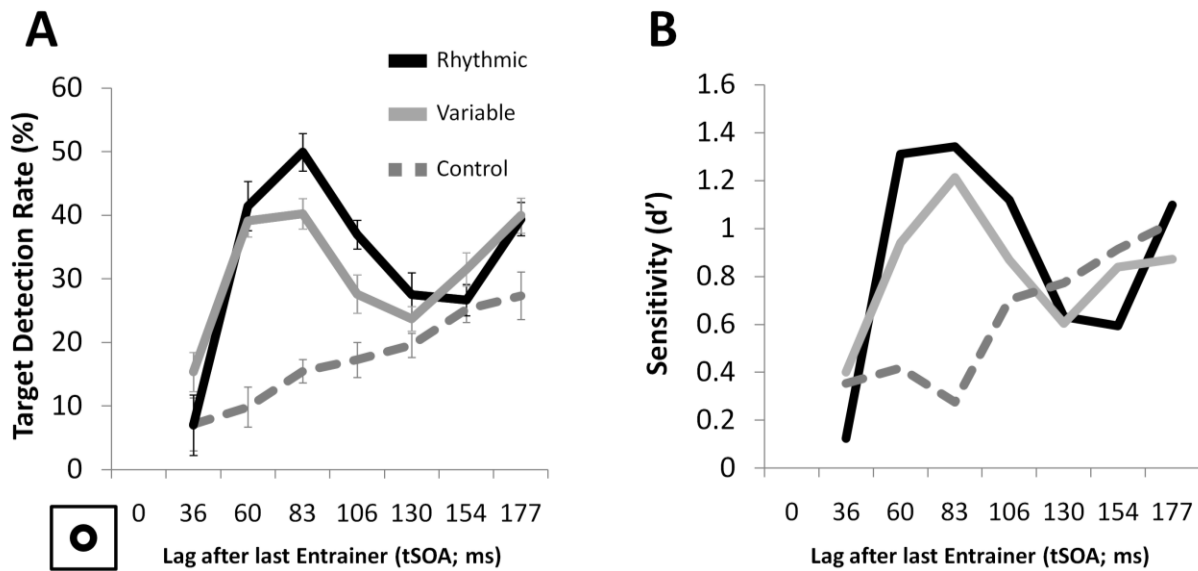 A
Rhythmic
Variable
Control
Target Detection Rate (%)
60
50
40
30
20
10
0
0 36 60 83 106 130 154 177
Lag after last Entrainer (tSOA; ms)
B
Sensitivity (d’)
1.6
1.4
1.2
1
0.8
0.6
0.4
0.2
0
0 36 60 83 106 130 154 177
Lag after last Entrainer (tSOA; ms)